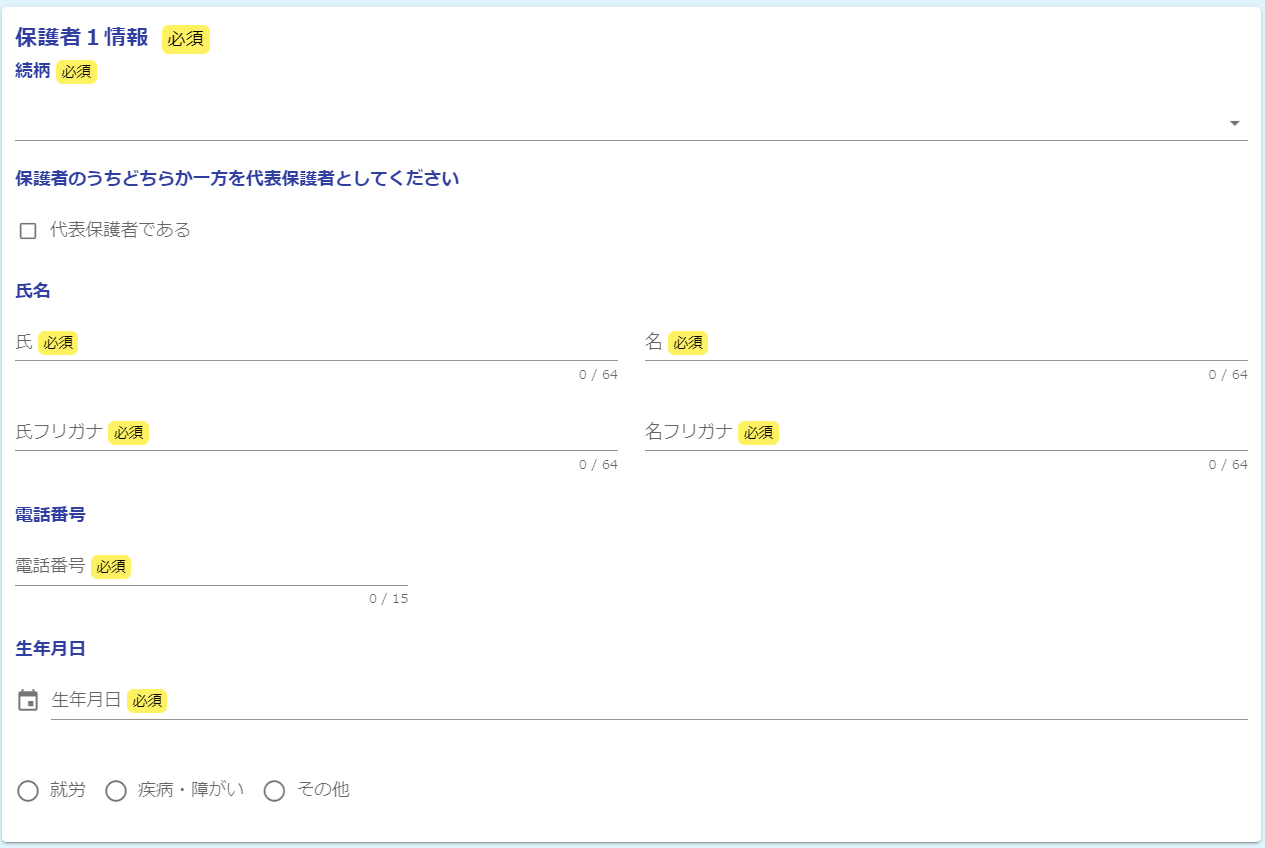 保護者１情報 必須
続柄 必須
保護者のうちどちらか一方を代表保護者としてください
代表保護者である
氏名
氏 必須 名 必須
0 / 64 0 / 64
氏フリガナ 必須 名フリガナ 必須
0 / 64 0 / 64
電話番号
電話番号 必須
0 / 15
生年月日
生年月日 必須
就労 疾病・障がい その他